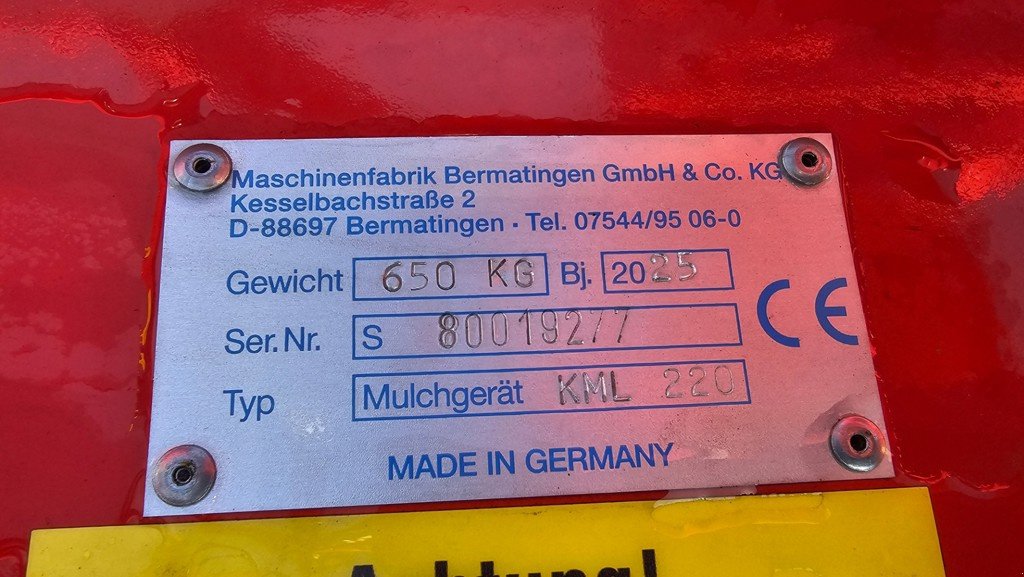 Maschinenfabrik Bermatingen GmbH & Co. KG
Kesselbachstraße 2
D-88697 Bermatingen · Tel. 07544/95 06-0
Gewicht 650 KG Bj. 2025
Ser. Nr. S 80019277
CE
Typ Mulchgerät KML 220
MADE IN GERMANY
Achtung!